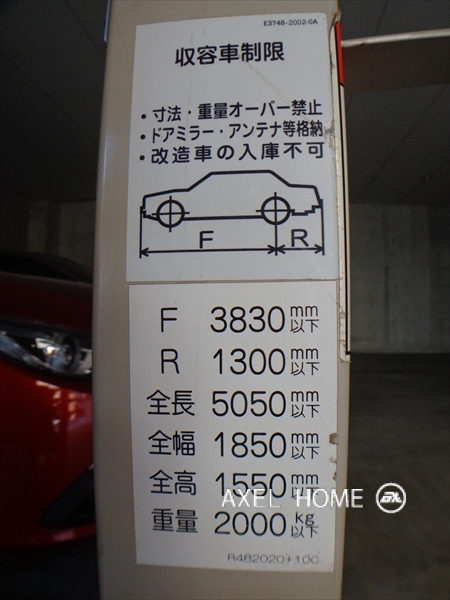 E3748-2002-0A
収容車制限
・寸法・重量オーバー禁止
・ドアミラー・アンテナ等格納
・改造車の入庫不可
F R
F 3830mm以下
R 1300mm以下
全長 5050mm以下
全幅 1850mm以下
全高 1550mm以下
AXEL HOME
重量 2000kg以下
R482020+10C